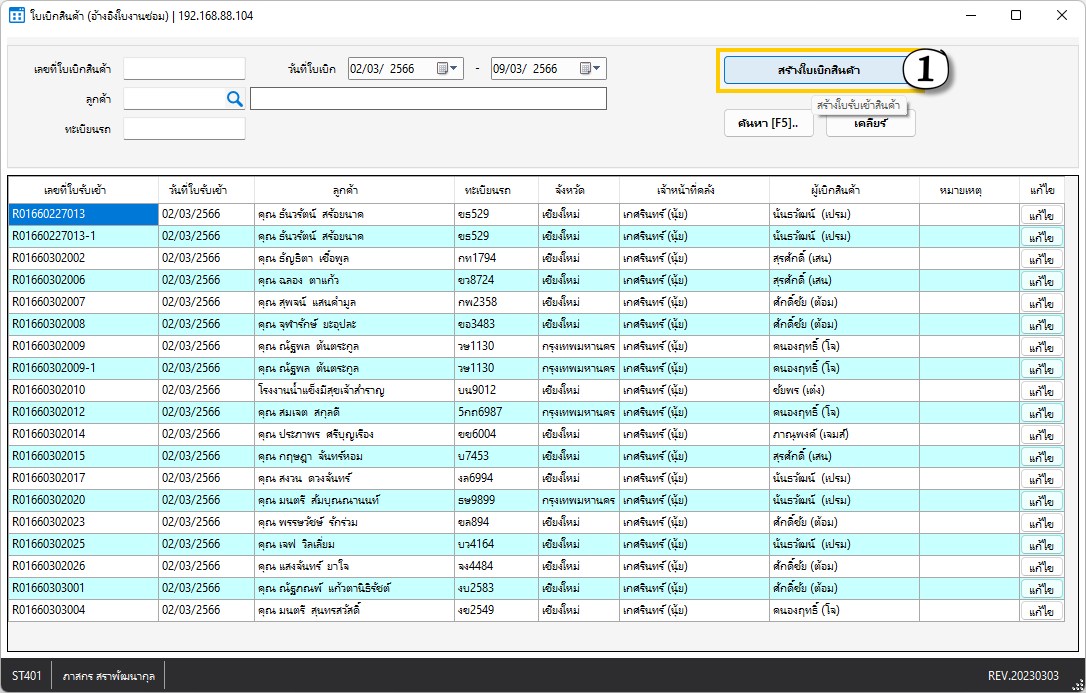 ใบเบิกสินค้า (อ้างอิงใบงานซ่อม) | 192.168.88.104
เลขที่ใบเบิกสินค้า วันที่ใบเบิก 02/03/ 2566 - 09/03/ 2566 สร้างใบเบิกสินค้า 1
ลูกค้า สร้างใบรับเข้าสินค้า
ทะเบียนรถ ค้นหา [F5].. เคลียร์
เลขที่ใบรับเข้า วันที่ใบรับเข้า ลูกค้า ทะเบียนรถ จังหวัด เจ้าหน้าที่คลัง ผู้เบิกสินค้า หมายเหตุ แก้ไข
R01660227013 02/03/2566 คุณ ธันวรัตน์ สร้อยนาค ขธ529 เชียงใหม่ เกศรินทร์ (นุ้ย) นันธวัฒน์ (เปรม) แก้ไข
R01660227013-1 02/03/2566 คุณ ธันวรัตน์ สร้อยนาค ขธ529 เชียงใหม่ เกศรินทร์ (นุ้ย) นันธวัฒน์ (เปรม) แก้ไข
R01660302002 02/03/2566 คุณ ธัญธิตา เชื้อพูล กท1794 เชียงใหม่ เกศรินทร์ (นุ้ย) สุรศักดิ์ (เสน) แก้ไข
R01660302006 02/03/2566 คุณ ฉลอง ตาแก้ว ขว8724 เชียงใหม่ เกศรินทร์ (นุ้ย) สุรศักดิ์ (เสน) แก้ไข
R01660302007 02/03/2566 คุณ สุพจน์ แสนคำมูล กพ2358 เชียงใหม่ เกศรินทร์ (นุ้ย) ศักดิ์ชัย (ต้อม) แก้ไข
R01660302008 02/03/2566 คุณ จุฬารักษ์ ยะอุปละ ขอ3483 เชียงใหม่ เกศรินทร์ (นุ้ย) ศักดิ์ชัย (ต้อม) แก้ไข
R01660302009 02/03/2566 คุณ ณัฐพล ต้นตระกูล วษ1130 กรุงเทพมหานคร เกศรินทร์ (นุ้ย) คนองฤทธิ์ (โจ) แก้ไข
R01660302009-1 02/03/2566 คุณ ณัฐพล ต้นตระกูล วษ1130 กรุงเทพมหานคร เกศรินทร์ (นุ้ย) คนองฤทธิ์ (โจ) แก้ไข
R01660302010 02/03/2566 โรงงานน้ำแข็งมีสุขเจ้าสำราญ บน9012 เชียงใหม่ เกศรินทร์ (นุ้ย) ชัยพร (เต๋ง) แก้ไข
R01660302012 02/03/2566 คุณ สมเจต สกุลดี 5กถ6987 กรุงเทพมหานคร เกศรินทร์ (นุ้ย) คนองฤทธิ์ (โจ) แก้ไข
R01660302014 02/03/2566 คุณ ประภาพร ศรีบุญเรือง ขข6004 เชียงใหม่ เกศรินทร์ (นุ้ย) ภาณุพงค์ (เจมส์) แก้ไข
R01660302015 02/03/2566 คุณ กฤษฎา จันทร์หอม บ7453 เชียงใหม่ เกศรินทร์ (นุ้ย) สุรศักดิ์ (เสน) แก้ไข
R01660302017 02/03/2566 คุณ สงวน ดวงจันทร์ งล6994 เชียงใหม่ เกศรินทร์ (นุ้ย) นันธวัฒน์ (เปรม) แก้ไข
R01660302020 02/03/2566 คุณ มนตรี สัมบุณณานนท์ ธษ9899 กรุงเทพมหานคร เกศรินทร์ (นุ้ย) นันธวัฒน์ (เปรม) แก้ไข
R01660302023 02/03/2566 คุณ พรรษวัชษ์ รักร่วม ขล894 เชียงใหม่ เกศรินทร์ (นุ้ย) ศักดิ์ชัย (ต้อม) แก้ไข
R01660302025 02/03/2566 คุณ เจฟ วิลเลี่ยม บว4164 เชียงใหม่ เกศรินทร์ (นุ้ย) นันธวัฒน์ (เปรม) แก้ไข
R01660302026 02/03/2566 คุณ แสงจันทร์ ยาใจ จง4484 เชียงใหม่ เกศรินทร์ (นุ้ย) ศักดิ์ชัย (ต้อม) แก้ไข
R01660303001 02/03/2566 คุณ ณัฐภณฑ์ แก้วตานิธิรัชต์ งบ2583 เชียงใหม่ เกศรินทร์ (นุ้ย) ศักดิ์ชัย (ต้อม) แก้ไข
R01660303004 02/03/2566 คุณ มนตรี สุนทรสวัสดิ์ งข2549 เชียงใหม่ เกศรินทร์ (นุ้ย) คนองฤทธิ์ (โจ) แก้ไข
ST401 ภาสกร สราพัฒนากุล REV.20230303